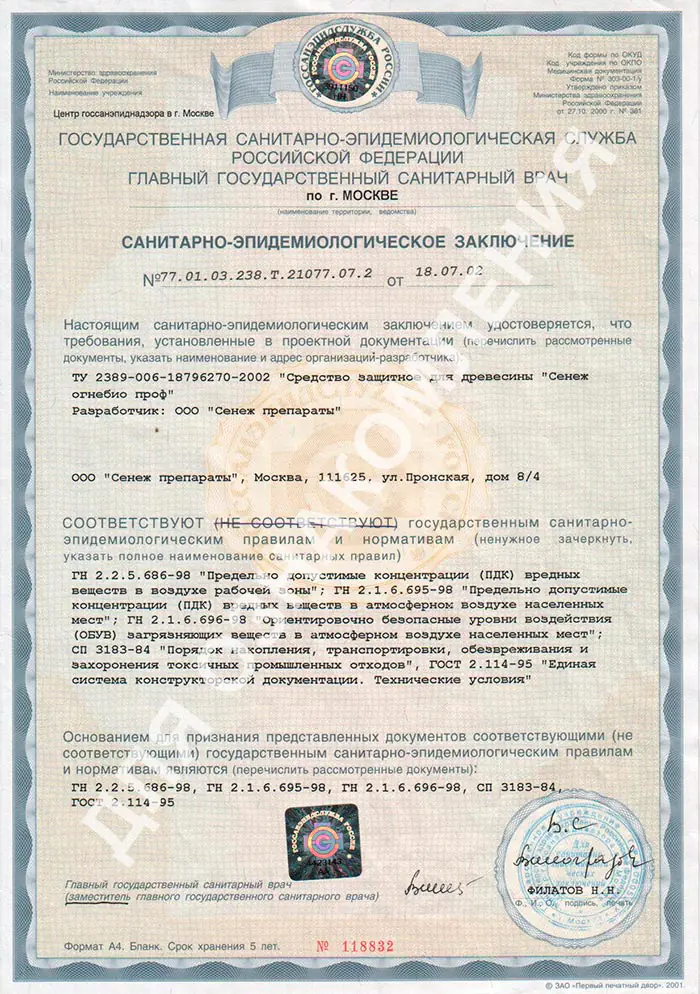 ГОССАНЭПИДСЛУЖБА РОССИИ
Министерство здравоохранения
Российской Федерации
Наименование учреждения
Центр госсанэпиднадзора в г. Москве
Код формы по ОКУД
Код учреждения по ОКПО
Медицинская документация
Форма № 303-00-1/у
Утверждено приказом
Министерства здравоохранения
Российской Федерации
от 27.10. 2000 г. № 381
ГОСУДАРСТВЕННАЯ САНИТАРНО-ЭПИДЕМИОЛОГИЧЕСКАЯ СЛУЖБА
РОССИЙСКОЙ ФЕДЕРАЦИИ
ГЛАВНЫЙ ГОСУДАРСТВЕННЫЙ САНИТАРНЫЙ ВРАЧ
по г. МОСКВЕ
(наименование территории, ведомства)
САНИТАРНО-ЭПИДЕМИОЛОГИЧЕСКОЕ ЗАКЛЮЧЕНИЕ
№77.01.03.238.Т.21077.07.2 от 18.07.02
Настоящим санитарно-эпидемиологическим заключением удостоверяется, что
требования, установленные в проектной документации (перечислить рассмотренные
документы, указать наименование и адрес организаций-разработчика):
ТУ 2389-006-18796270-2002 "Средство защитное для древесины "Сенеж
огнебио проф"
Разработчик: ООО "Сенеж препараты"
ООО "Сенеж препараты", Москва, 111625, ул.Пронская, дом 8/4
СООТВЕТСТВУЮТ (НЕ СООТВЕТСТВУЮТ) государственным санитарно-
эпидемиологическим правилам и нормативам (ненужное зачеркнуть,
указать полное наименование санитарных правил)
ГН 2.2.5.686-98 "Предельно допустимые концентрации (ПДК) вредных
веществ в воздухе рабочей зоны"; ГН 2.1.6.695-98 "Предельно допустимые
концентрации (ПДК) вредных веществ в атмосферном воздухе населенных
мест"; ГН 2.1.6.696-98 "Ориентировочно безопасные уровни воздействия
(ОБУВ) загрязняющих веществ в атмосферном воздухе населенных мест";
СП 3183-84 "Порядок накопления, транспортировки, обезвреживания и
захоронения токсичных промышленных отходов", ГОСТ 2.114-95 "Единая
система конструкторской документации. Технические условия"
Основанием для признания представленных документов соответствующими (не
соответствующими) государственным санитарно-эпидемиологическим правилам
и нормативам являются (перечислить рассмотренные документы):
ГН 2.2.5.686-98, ГН 2.1.6.695-98, ГН 2.1.6.696-98, СП 3183-84,
ГОСТ 2.114-95
ГОССАНЭПИДСЛУЖБА РОССИИ
Главный государственный санитарный врач
(заместитель главного государственного санитарного врача)
ФИЛАТОВ Н.Н.
Ф., И., О., подпись, печать
Формат А4. Бланк. Срок хранения 5 лет.
№ 118832
© ЗАО «Первый печатный двор». 2001.
ДЛЯ ОЗНАКОМЛЕНИЯ